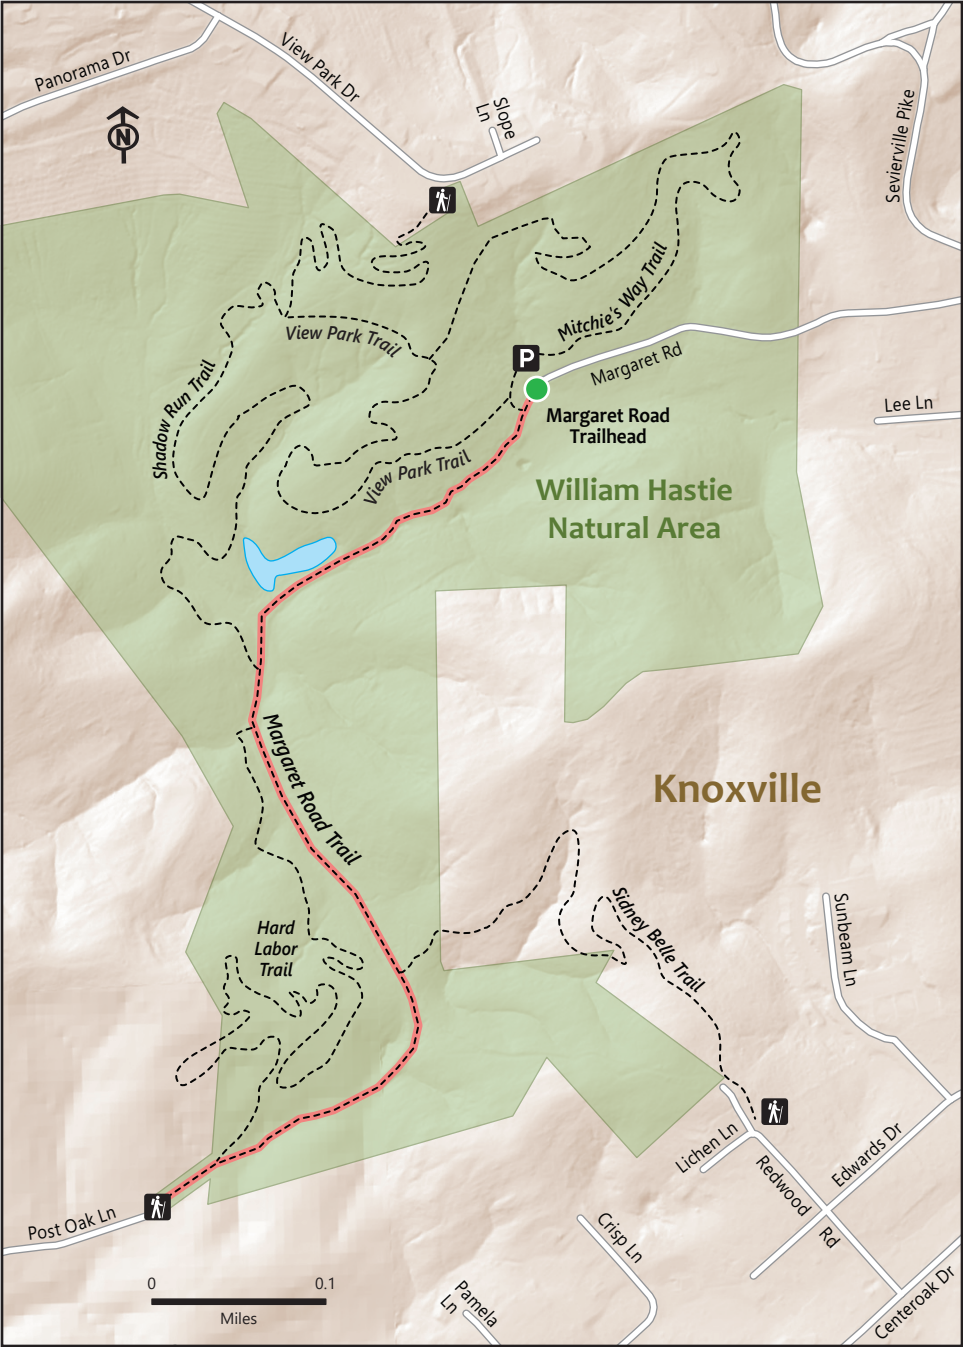 Panorama Dr
View Park Dr
Slope
Ln
Sevierville Pike
N
View Park Trail
Mitchie's Way Trail
Shadow Run Trail
P
Margaret Rd
Lee Ln
Margaret Road
Trailhead
View Park Trail
William Hastie
Natural Area
Margaret Road Trail
Knoxville
Hard
Labor
Trail
Sidney Belle Trail
Sunbeam Ln
Lichen Ln
Edwards Dr
Redwood
Rd
Post Oak Ln
Crisp Ln
Centeroak Dr
Pamela
Ln
0 0.1
Miles